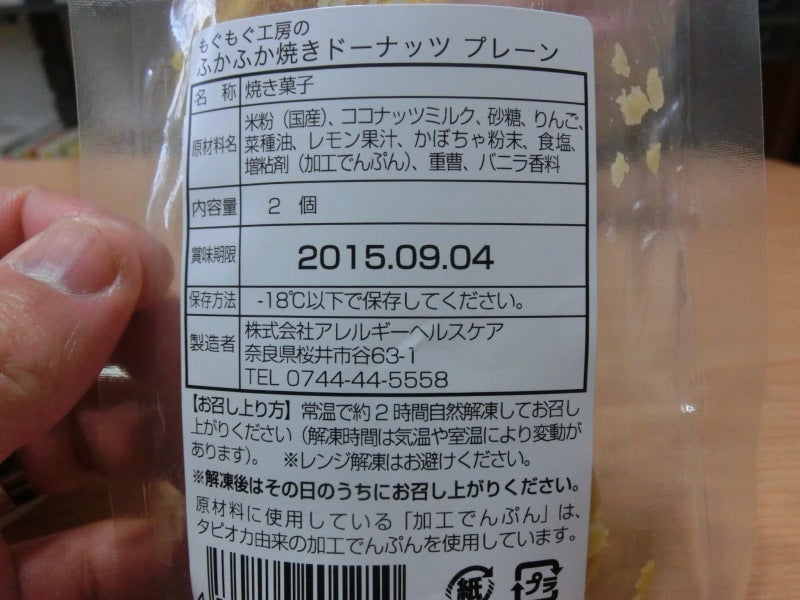 もぐもぐ工房の
ふかふか焼きドーナッツ プレーン
名 称 焼き菓子
原材料名 米粉（国産）、ココナッツミルク、砂糖、りんご、
菜種油、レモン果汁、かぼちゃ粉末、食塩、
増粘剤（加工でんぷん）、重曹、バニラ香料
内容量 2 個
賞味期限 2015.09.04
保存方法 -18℃以下で保存してください。
製造者 株式会社アレルギーヘルスケア
奈良県桜井市谷63-1
TEL 0744-44-5558
【お召し上り方】常温で約2時間自然解凍してお召し
上がりください（解凍時間は気温や室温により変動が
あります）。 ※レンジ解凍はお避けください。
※解凍後はその日のうちにお召し上がりください。
原材料に使用している「加工でんぷん」は、
タピオカ由来の加工でんぷんを使用しています。
紙 プラ